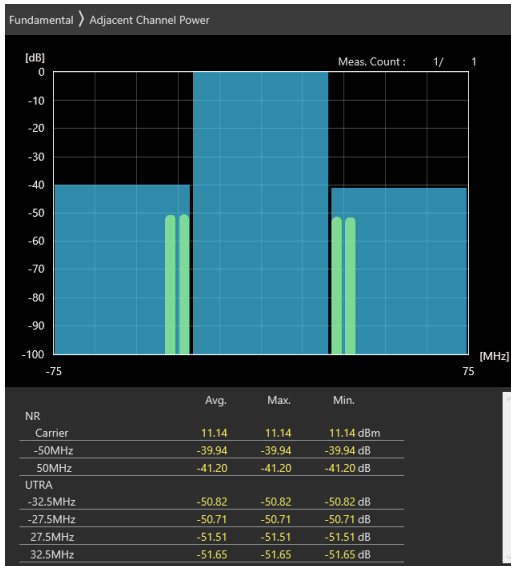 Fundamental 〉 Adjacent Channel Power
[dB]
Meas. Count : 1/ 1
0
-10
-20
-30
-40
-50
-60
-70
-80
-90
-100
[MHz]
-75 75
Avg. Max. Min.
NR
Carrier 11.14 11.14 11.14 dBm
-50MHz -39.94 -39.94 -39.94 dB
50MHz -41.20 -41.20 -41.20 dB
UTRA
-32.5MHz -50.82 -50.82 -50.82 dB
-27.5MHz -50.71 -50.71 -50.71 dB
27.5MHz -51.51 -51.51 -51.51 dB
32.5MHz -51.65 -51.65 -51.65 dB